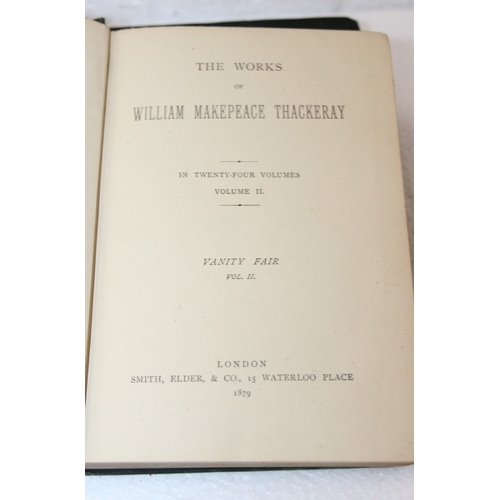 THE WORKS
OF
WILLIAM MAKEPEACE THACKERAY
IN TWENTY-FOUR VOLUMES
VOLUME II.
VANITY FAIR
VOL. II.
LONDON
SMITH, ELDER, & CO., 15 WATERLOO PLACE
1879